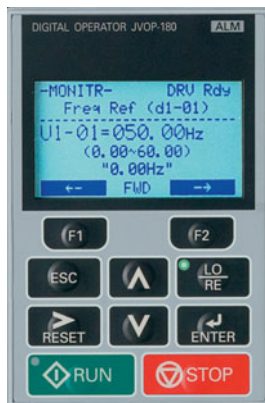 DIGITAL OPERATOR JVOP-180 ALM
-MONITR- DRV Rdy
Freq Ref (d1-01)
U1-01=050.00Hz
(0.00~60.00)
"0.00Hz"
←- FWD -→
F1 F2
ESC ∧ LO/RE
> RESET ∨ ENTER
RUN STOP